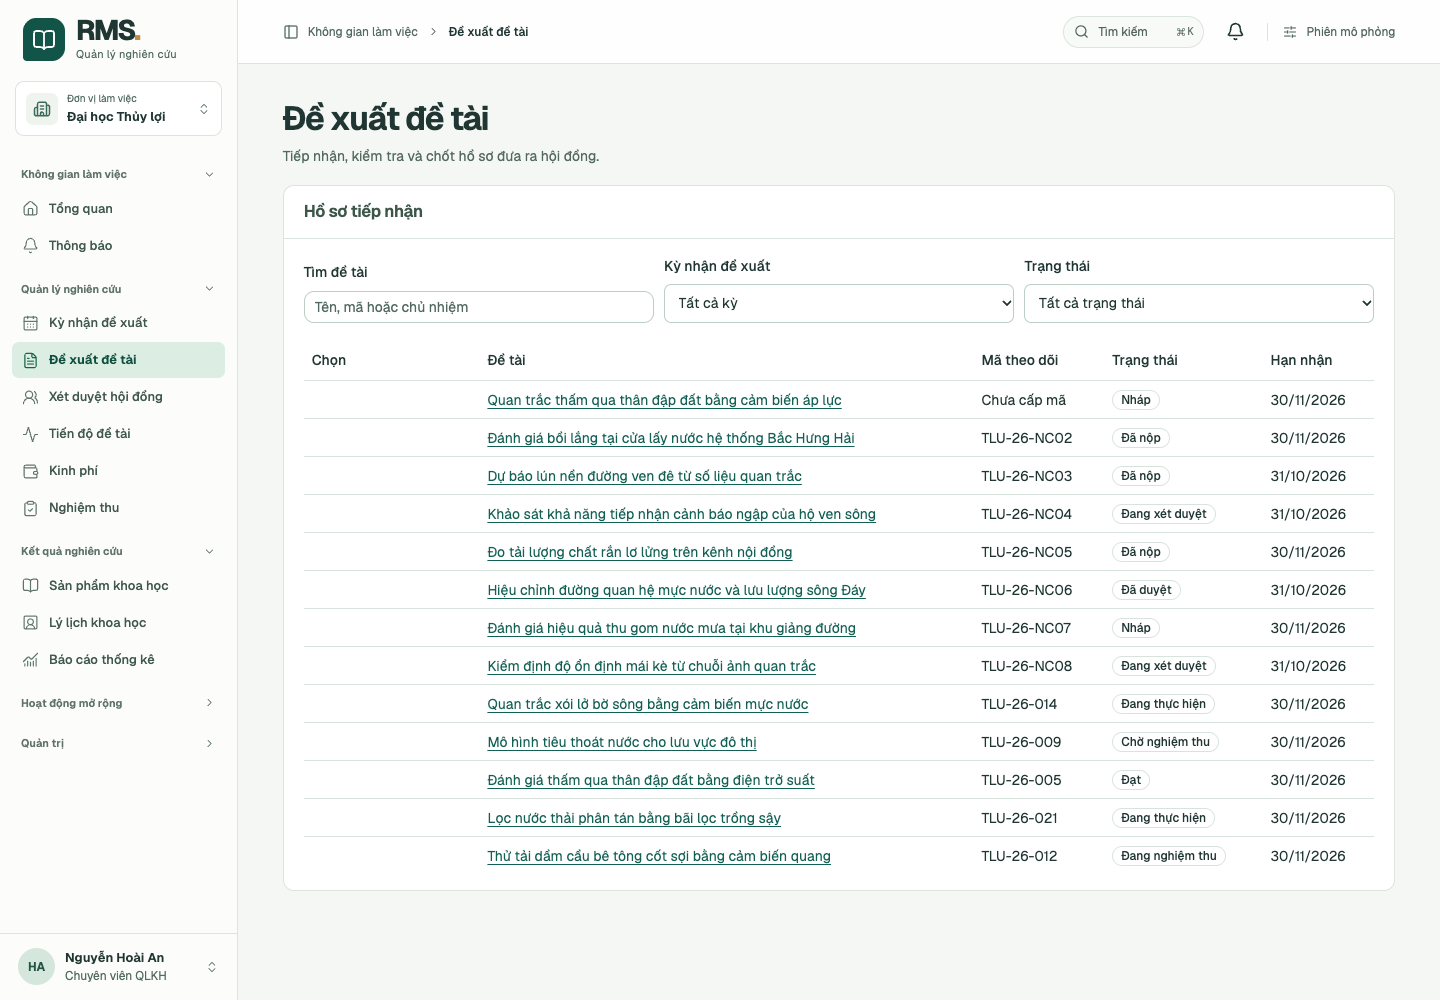 RMS.
Quản lý nghiên cứu
Đơn vị làm việc
Đại học Thủy lợi
Không gian làm việc
Tổng quan
Thông báo
Quản lý nghiên cứu
Kỳ nhận đề xuất
Đề xuất đề tài
Xét duyệt hội đồng
Tiến độ đề tài
Kinh phí
Nghiệm thu
Kết quả nghiên cứu
Sản phẩm khoa học
Lý lịch khoa học
Báo cáo thống kê
Hoạt động mở rộng
Quản trị
HA
Nguyễn Hoài An
Chuyên viên QLKH
Không gian làm việc > Đề xuất đề tài
Tìm kiếm ⌘K
Phiên mô phỏng
Đề xuất đề tài
Tiếp nhận, kiểm tra và chốt hồ sơ đưa ra hội đồng.
Hồ sơ tiếp nhận
Tìm đề tài
Tên, mã hoặc chủ nhiệm
Kỳ nhận đề xuất
Tất cả kỳ
Trạng thái
Tất cả trạng thái
Chọn Đề tài Mã theo dõi Trạng thái Hạn nhận
Quan trắc thấm qua thân đập đất bằng cảm biến áp lực Chưa cấp mã Nháp 30/11/2026
Đánh giá bồi lắng tại cửa lấy nước hệ thống Bắc Hưng Hải TLU-26-NC02 Đã nộp 30/11/2026
Dự báo lún nền đường ven đê từ số liệu quan trắc TLU-26-NC03 Đã nộp 31/10/2026
Khảo sát khả năng tiếp nhận cảnh báo ngập của hộ ven sông TLU-26-NC04 Đang xét duyệt 31/10/2026
Đo tải lượng chất rắn lơ lửng trên kênh nội đồng TLU-26-NC05 Đã nộp 30/11/2026
Hiệu chỉnh đường quan hệ mực nước và lưu lượng sông Đáy TLU-26-NC06 Đã duyệt 31/10/2026
Đánh giá hiệu quả thu gom nước mưa tại khu giảng đường TLU-26-NC07 Nháp 30/11/2026
Kiểm định độ ổn định mái kè từ chuỗi ảnh quan trắc TLU-26-NC08 Đang xét duyệt 31/10/2026
Quan trắc xói lở bờ sông bằng cảm biến mực nước TLU-26-014 Đang thực hiện 30/11/2026
Mô hình tiêu thoát nước cho lưu vực đô thị TLU-26-009 Chờ nghiệm thu 30/11/2026
Đánh giá thấm qua thân đập đất bằng điện trở suất TLU-26-005 Đạt 30/11/2026
Lọc nước thải phân tán bằng bãi lọc trồng sậy TLU-26-021 Đang thực hiện 30/11/2026
Thử tải dầm cầu bê tông cốt sợi bằng cảm biến quang TLU-26-012 Đang nghiệm thu 30/11/2026